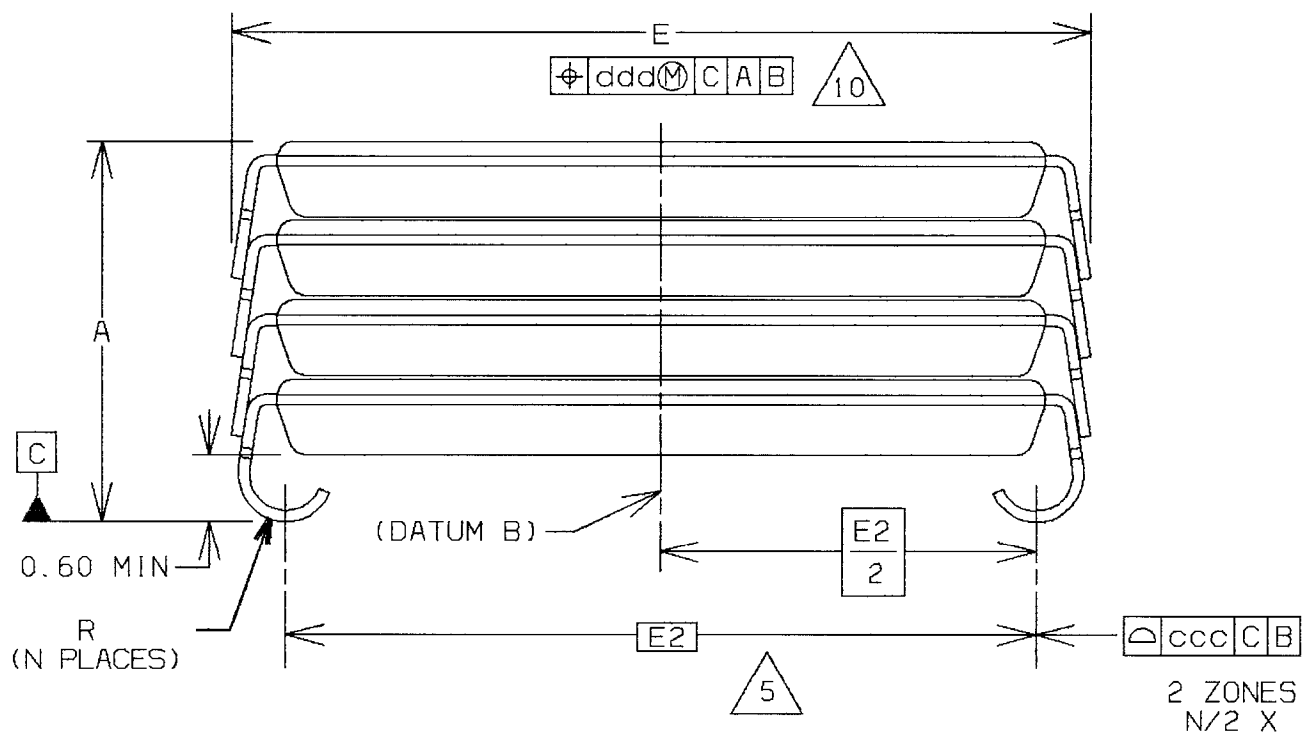 E
⌖ ddd Ⓜ C A B
10
A
C
(DATUM B)
0.60 MIN
E2
2
R
(N PLACES)
E2
5
⌓ ccc C B
2 ZONES
N/2 X